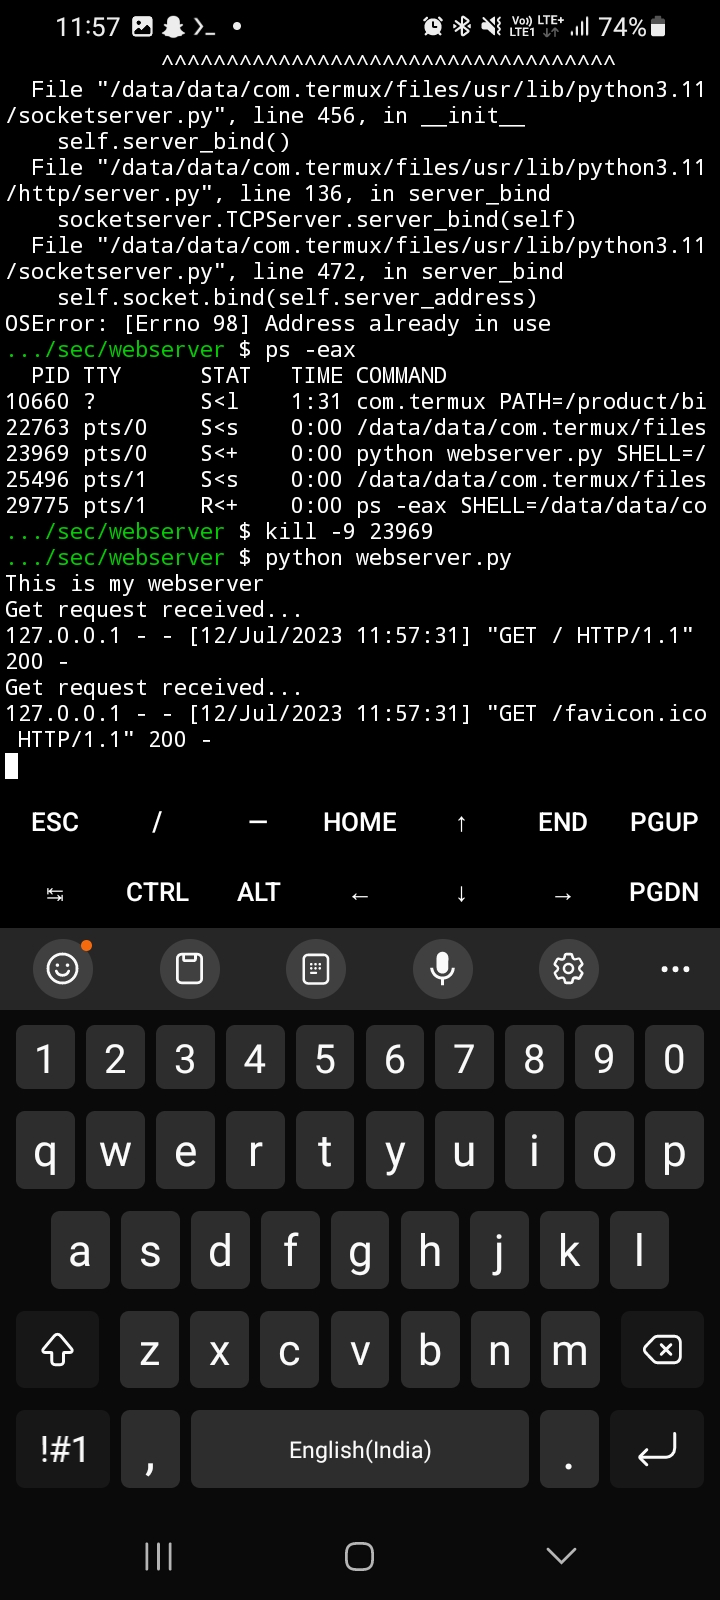 11:57
Vo)) LTE+
LTE1
74%
^^^^^^^^^^^^^^^^^^^^^^^^^^^^^^^^^^^
File "/data/data/com.termux/files/usr/lib/python3.11
/socketserver.py", line 456, in __init__
self.server_bind()
File "/data/data/com.termux/files/usr/lib/python3.11
/http/server.py", line 136, in server_bind
socketserver.TCPServer.server_bind(self)
File "/data/data/com.termux/files/usr/lib/python3.11
/socketserver.py", line 472, in server_bind
self.socket.bind(self.server_address)
OSError: [Errno 98] Address already in use
.../sec/webserver $ ps -eax
PID TTY STAT TIME COMMAND
10660 ? S<l 1:31 com.termux PATH=/product/bi
22763 pts/0 S<s 0:00 /data/data/com.termux/files
23969 pts/0 S<+ 0:00 python webserver.py SHELL=/
25496 pts/1 S<s 0:00 /data/data/com.termux/files
29775 pts/1 R<+ 0:00 ps -eax SHELL=/data/data/co
.../sec/webserver $ kill -9 23969
.../sec/webserver $ python webserver.py
This is my webserver
Get request received...
127.0.0.1 - - [12/Jul/2023 11:57:31] "GET / HTTP/1.1"
200 -
Get request received...
127.0.0.1 - - [12/Jul/2023 11:57:31] "GET /favicon.ico
HTTP/1.1" 200 -
ESC / — HOME ↑ END PGUP
↹ CTRL ALT ← ↓ → PGDN
1 2 3 4 5 6 7 8 9 0
q w e r t y u i o p
a s d f g h j k l
z x c v b n m
!#1 , English(India) .